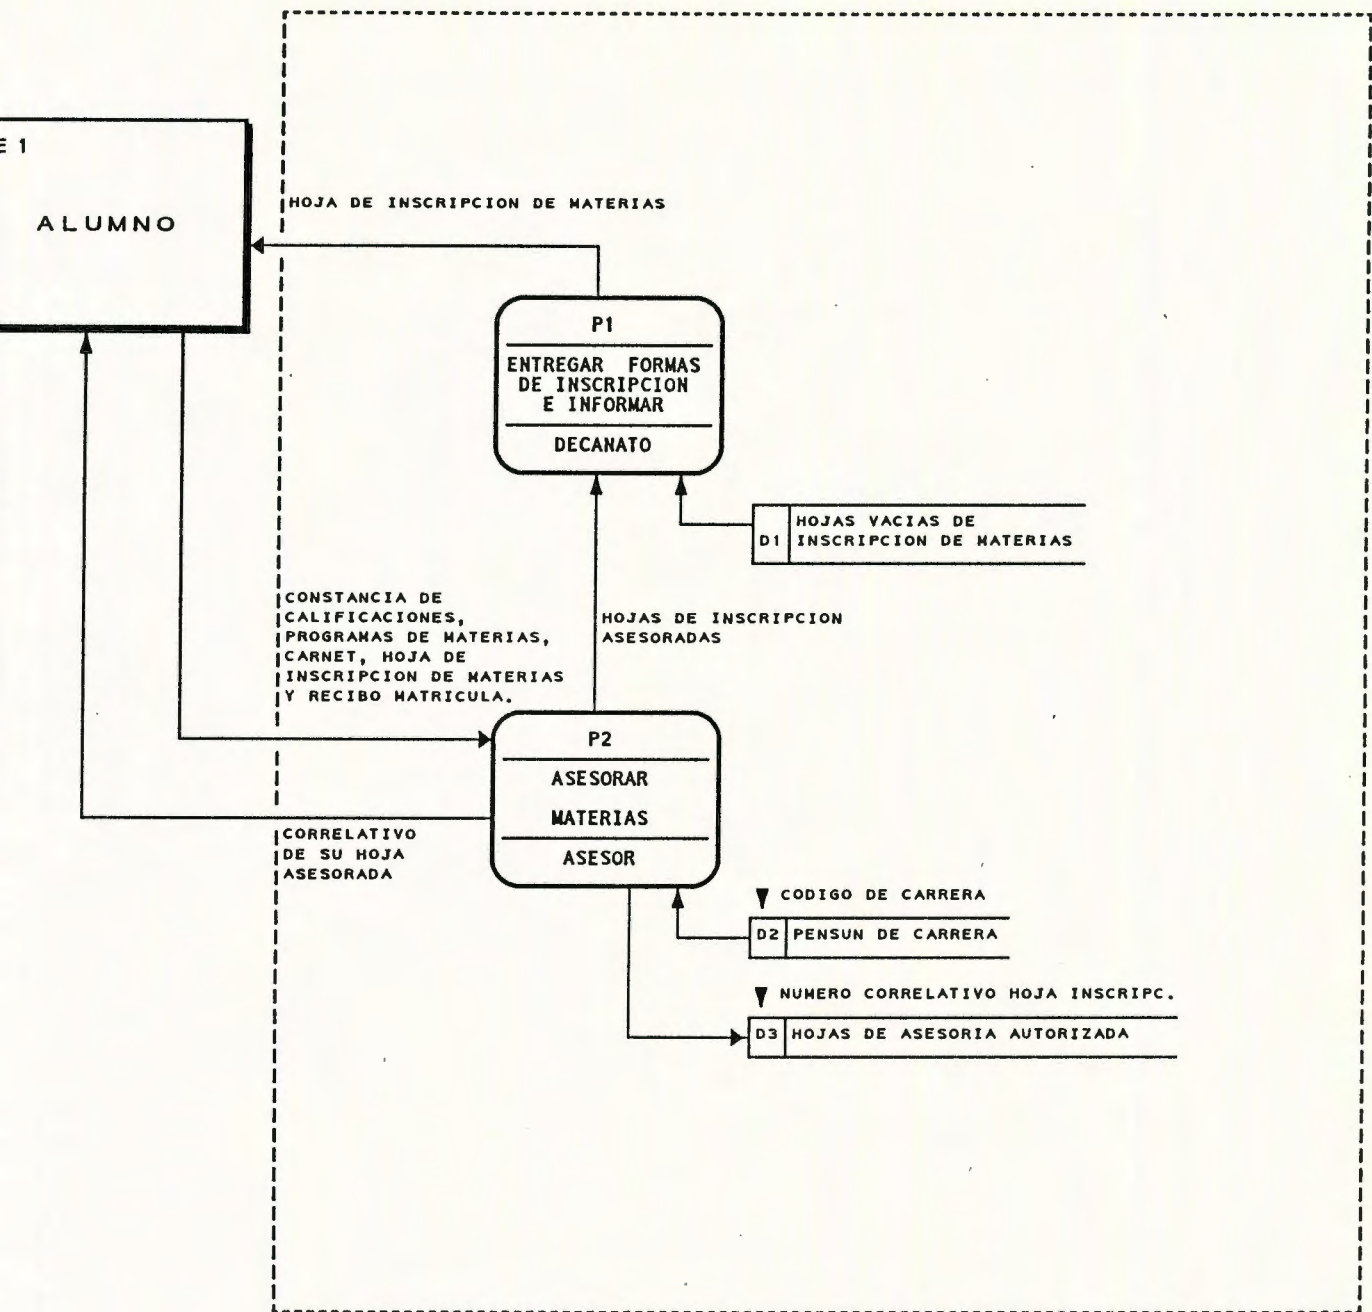 E 1
ALUMNO
HOJA DE INSCRIPCION DE MATERIAS
P1
ENTREGAR FORMAS
DE INSCRIPCION
E INFORMAR
DECANATO
D1
HOJAS VACIAS DE
INSCRIPCION DE MATERIAS
CONSTANCIA DE
CALIFICACIONES,
PROGRAMAS DE MATERIAS,
CARNET, HOJA DE
INSCRIPCION DE MATERIAS
Y RECIBO MATRICULA.
HOJAS DE INSCRIPCION
ASESORADAS
P2
ASESORAR
MATERIAS
ASESOR
CORRELATIVO
DE SU HOJA
ASESORADA
CODIGO DE CARRERA
D2 PENSUN DE CARRERA
NUMERO CORRELATIVO HOJA INSCRIPC.
D3 HOJAS DE ASESORIA AUTORIZADA